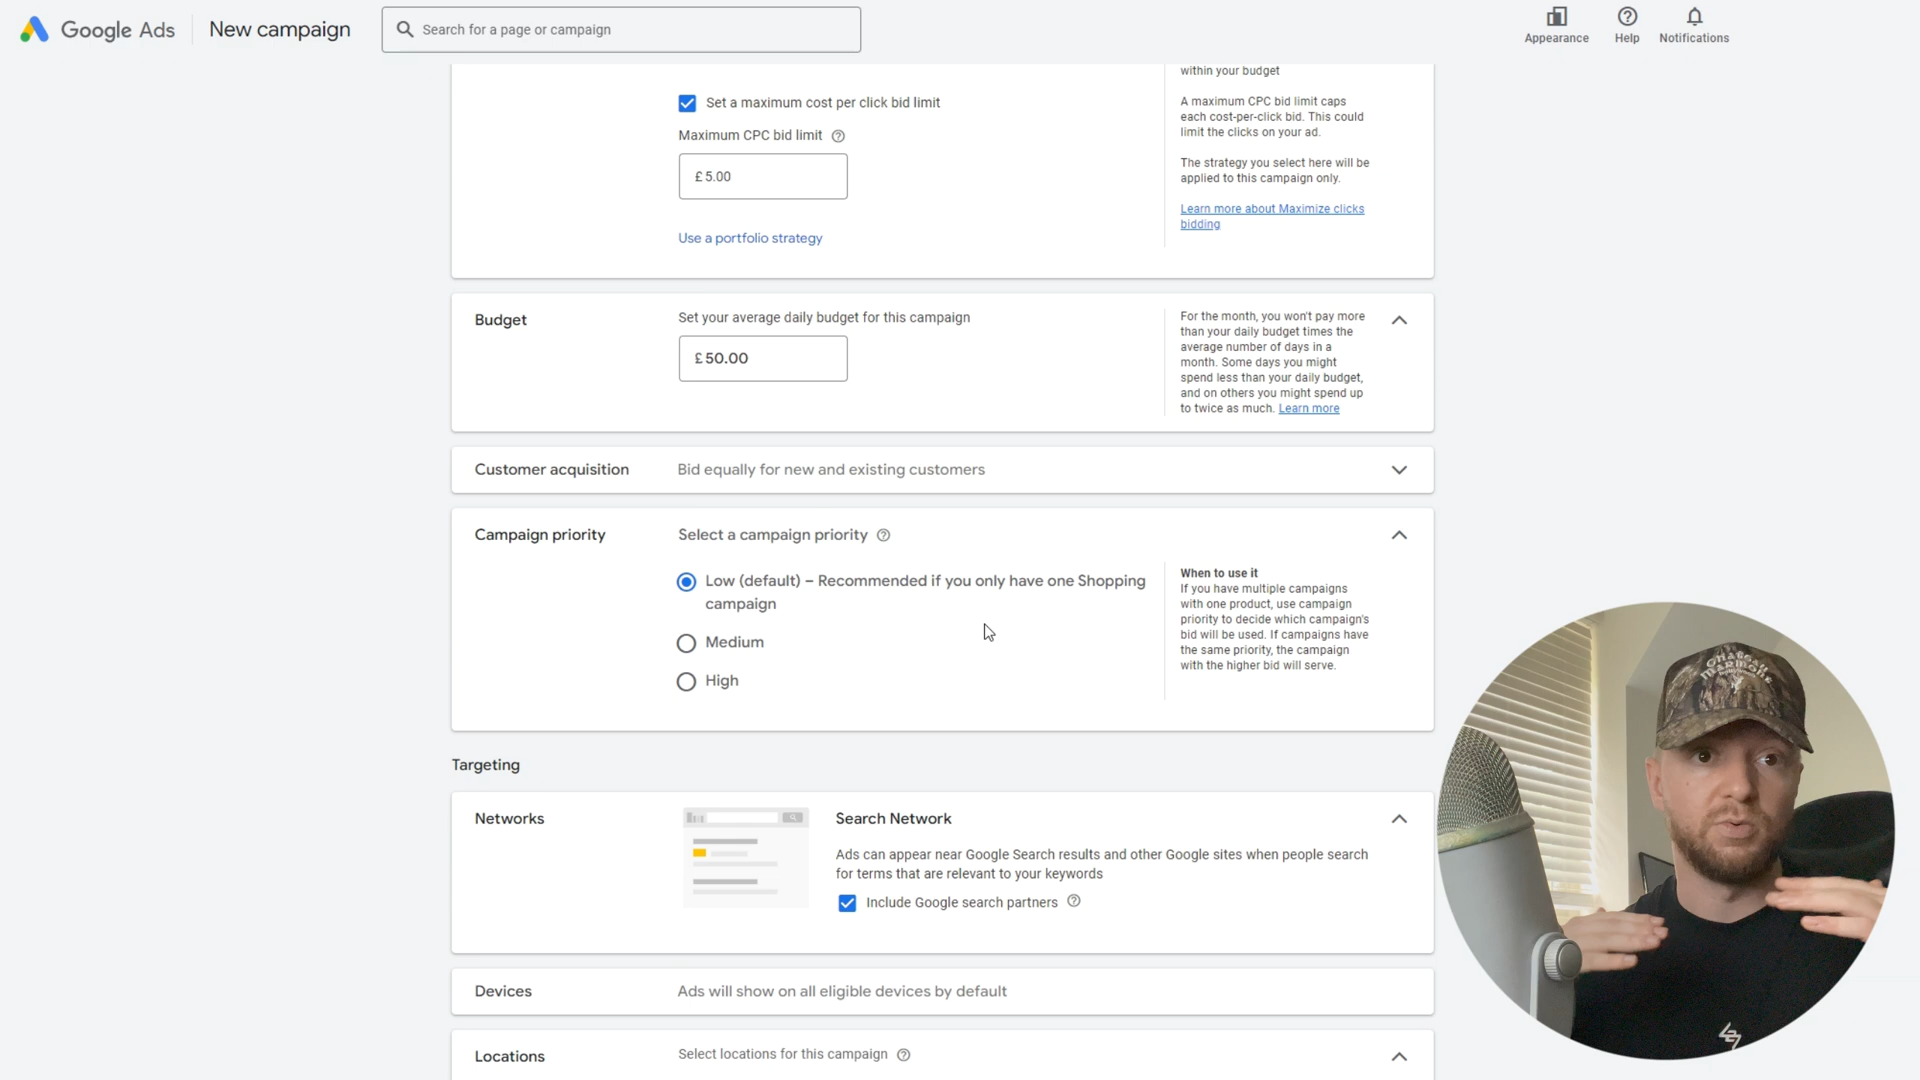 Google Ads
New campaign
Search for a page or campaign
Appearance
Help
Notifications
within your budget
Set a maximum cost per click bid limit
A maximum CPC bid limit caps
each cost-per-click bid. This could
limit the clicks on your ad.
Maximum CPC bid limit
£ 5.00
The strategy you select here will be
applied to this campaign only.
Learn more about Maximize clicks
bidding
Use a portfolio strategy
Budget
Set your average daily budget for this campaign
£ 50.00
For the month, you won't pay more
than your daily budget times the
average number of days in a
month. Some days you might
spend less than your daily budget,
and on others you might spend up
to twice as much. Learn more
Customer acquisition
Bid equally for new and existing customers
Campaign priority
Select a campaign priority
Low (default) – Recommended if you only have one Shopping
campaign
Medium
High
When to use it
If you have multiple campaigns
with one product, use campaign
priority to decide which campaign's
bid will be used. If campaigns have
the same priority, the campaign
with the higher bid will serve.
Targeting
Networks
Search Network
Ads can appear near Google Search results and other Google sites when people search
for terms that are relevant to your keywords
Include Google search partners
Devices
Ads will show on all eligible devices by default
Locations
Select locations for this campaign
Chateau
Marmont